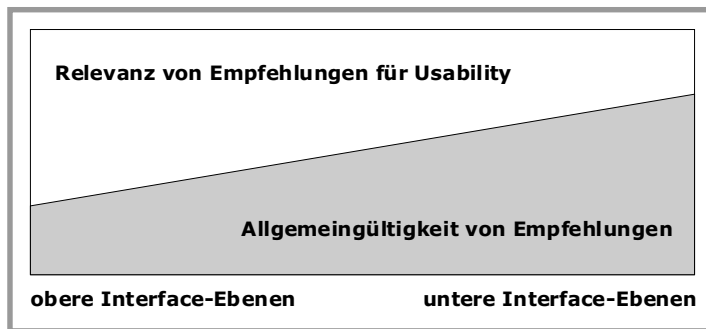 Relevanz von Empfehlungen für Usability
Allgemeingültigkeit von Empfehlungen
obere Interface-Ebenen untere Interface-Ebenen